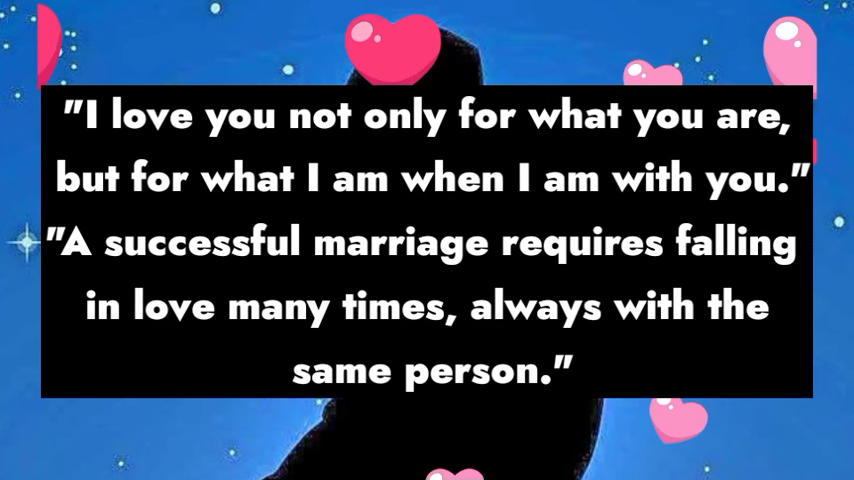 "I love you not only for what you are,
but for what I am when I am with you."
"A successful marriage requires falling
in love many times, always with the
same person."